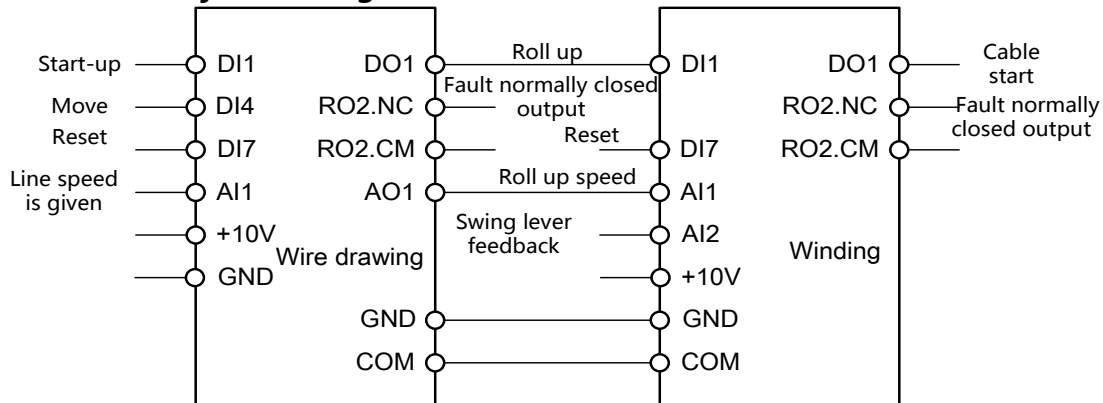 Start-up
Move
Reset
Line speed
is given
DI1
DI4
DI7
AI1
+10V
GND
Wire drawing
DO1
RO2.NC
RO2.CM
AO1
GND
COM
Roll up
Fault normally closed
output
Reset
Roll up speed
Swing lever
feedback
DI1
DI7
AI1
AI2
+10V
GND
COM
Winding
DO1
RO2.NC
RO2.CM
Cable
start
Fault normally
closed output